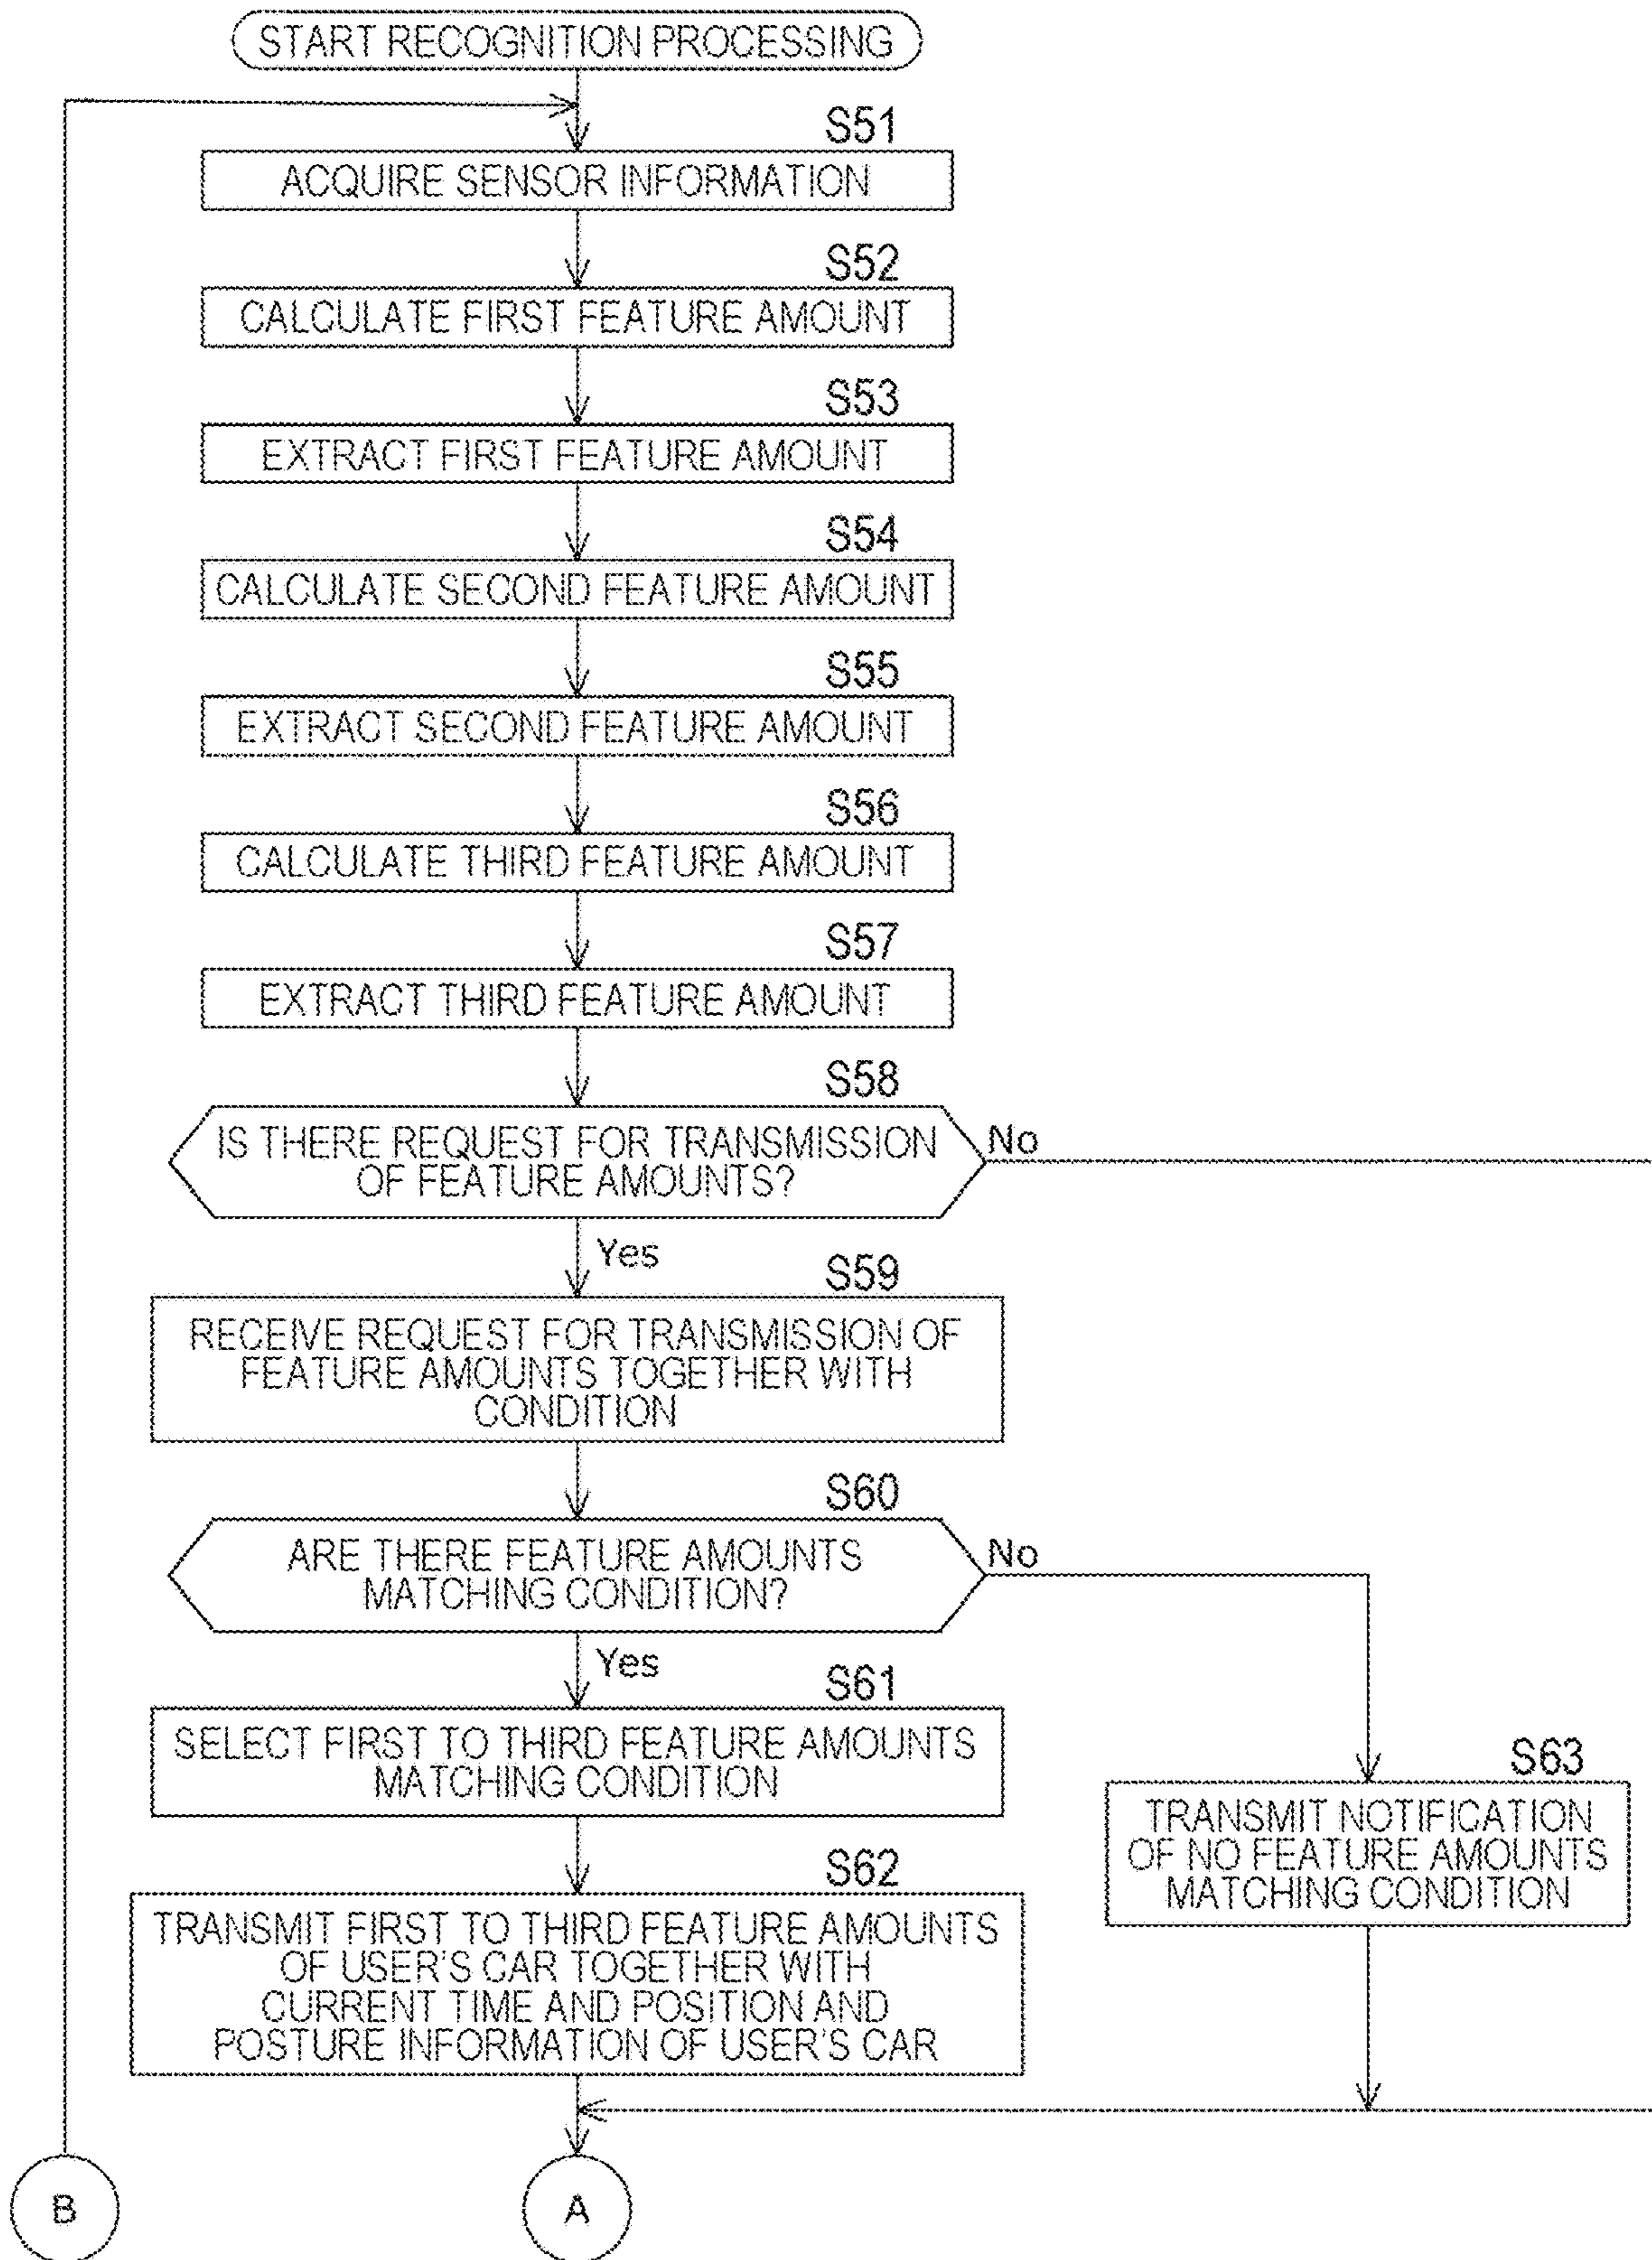 START RECOGNITION PROCESSING
S51
ACQUIRE SENSOR INFORMATION
S52
CALCULATE FIRST FEATURE AMOUNT
S53
EXTRACT FIRST FEATURE AMOUNT
S54
CALCULATE SECOND FEATURE AMOUNT
S55
EXTRACT SECOND FEATURE AMOUNT
S56
CALCULATE THIRD FEATURE AMOUNT
S57
EXTRACT THIRD FEATURE AMOUNT
S58
IS THERE REQUEST FOR TRANSMISSION
OF FEATURE AMOUNTS?
No
Yes
S59
RECEIVE REQUEST FOR TRANSMISSION OF
FEATURE AMOUNTS TOGETHER WITH
CONDITION
S60
ARE THERE FEATURE AMOUNTS
MATCHING CONDITION?
No
Yes
S61
SELECT FIRST TO THIRD FEATURE AMOUNTS
MATCHING CONDITION
S63
TRANSMIT NOTIFICATION
OF NO FEATURE AMOUNTS
MATCHING CONDITION
S62
TRANSMIT FIRST TO THIRD FEATURE AMOUNTS
OF USER'S CAR TOGETHER WITH
CURRENT TIME AND POSITION AND
POSTURE INFORMATION OF USER'S CAR
B
A